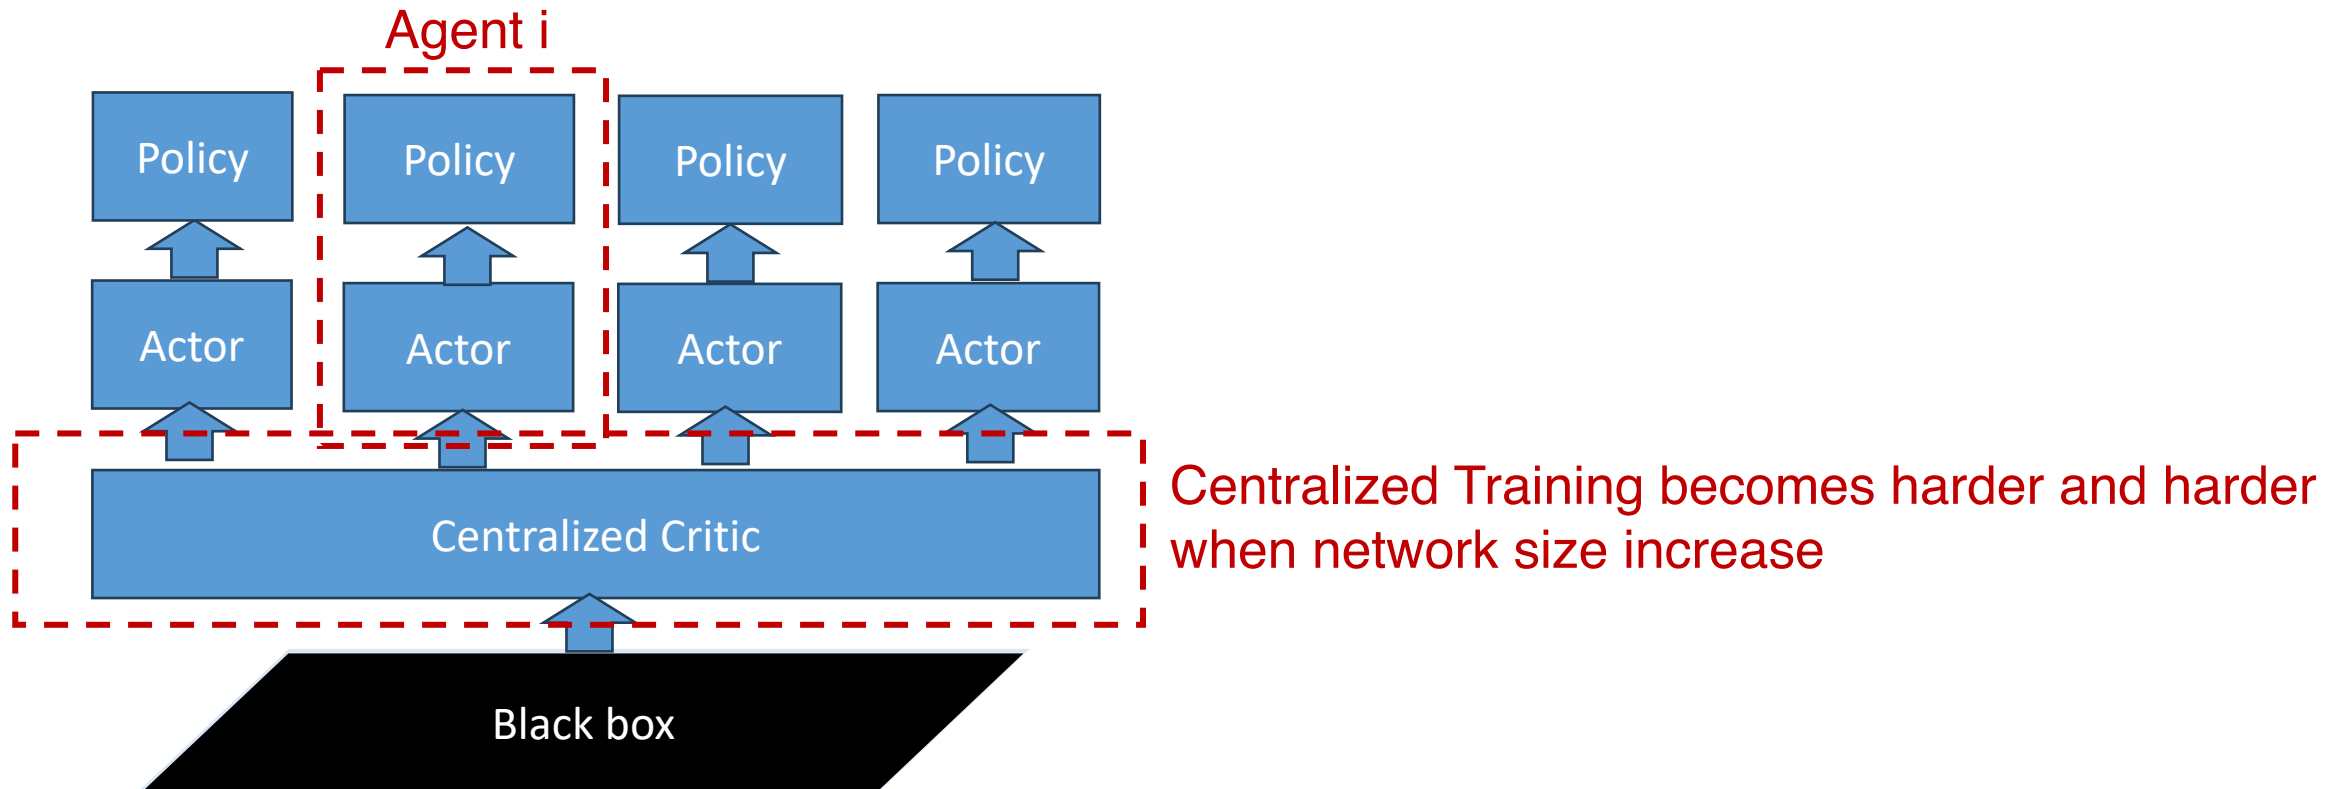 Agent i
Policy
Policy
Policy
Policy
Actor
Actor
Actor
Actor
Centralized Critic
Centralized Training becomes harder and harder
when network size increase
Black box